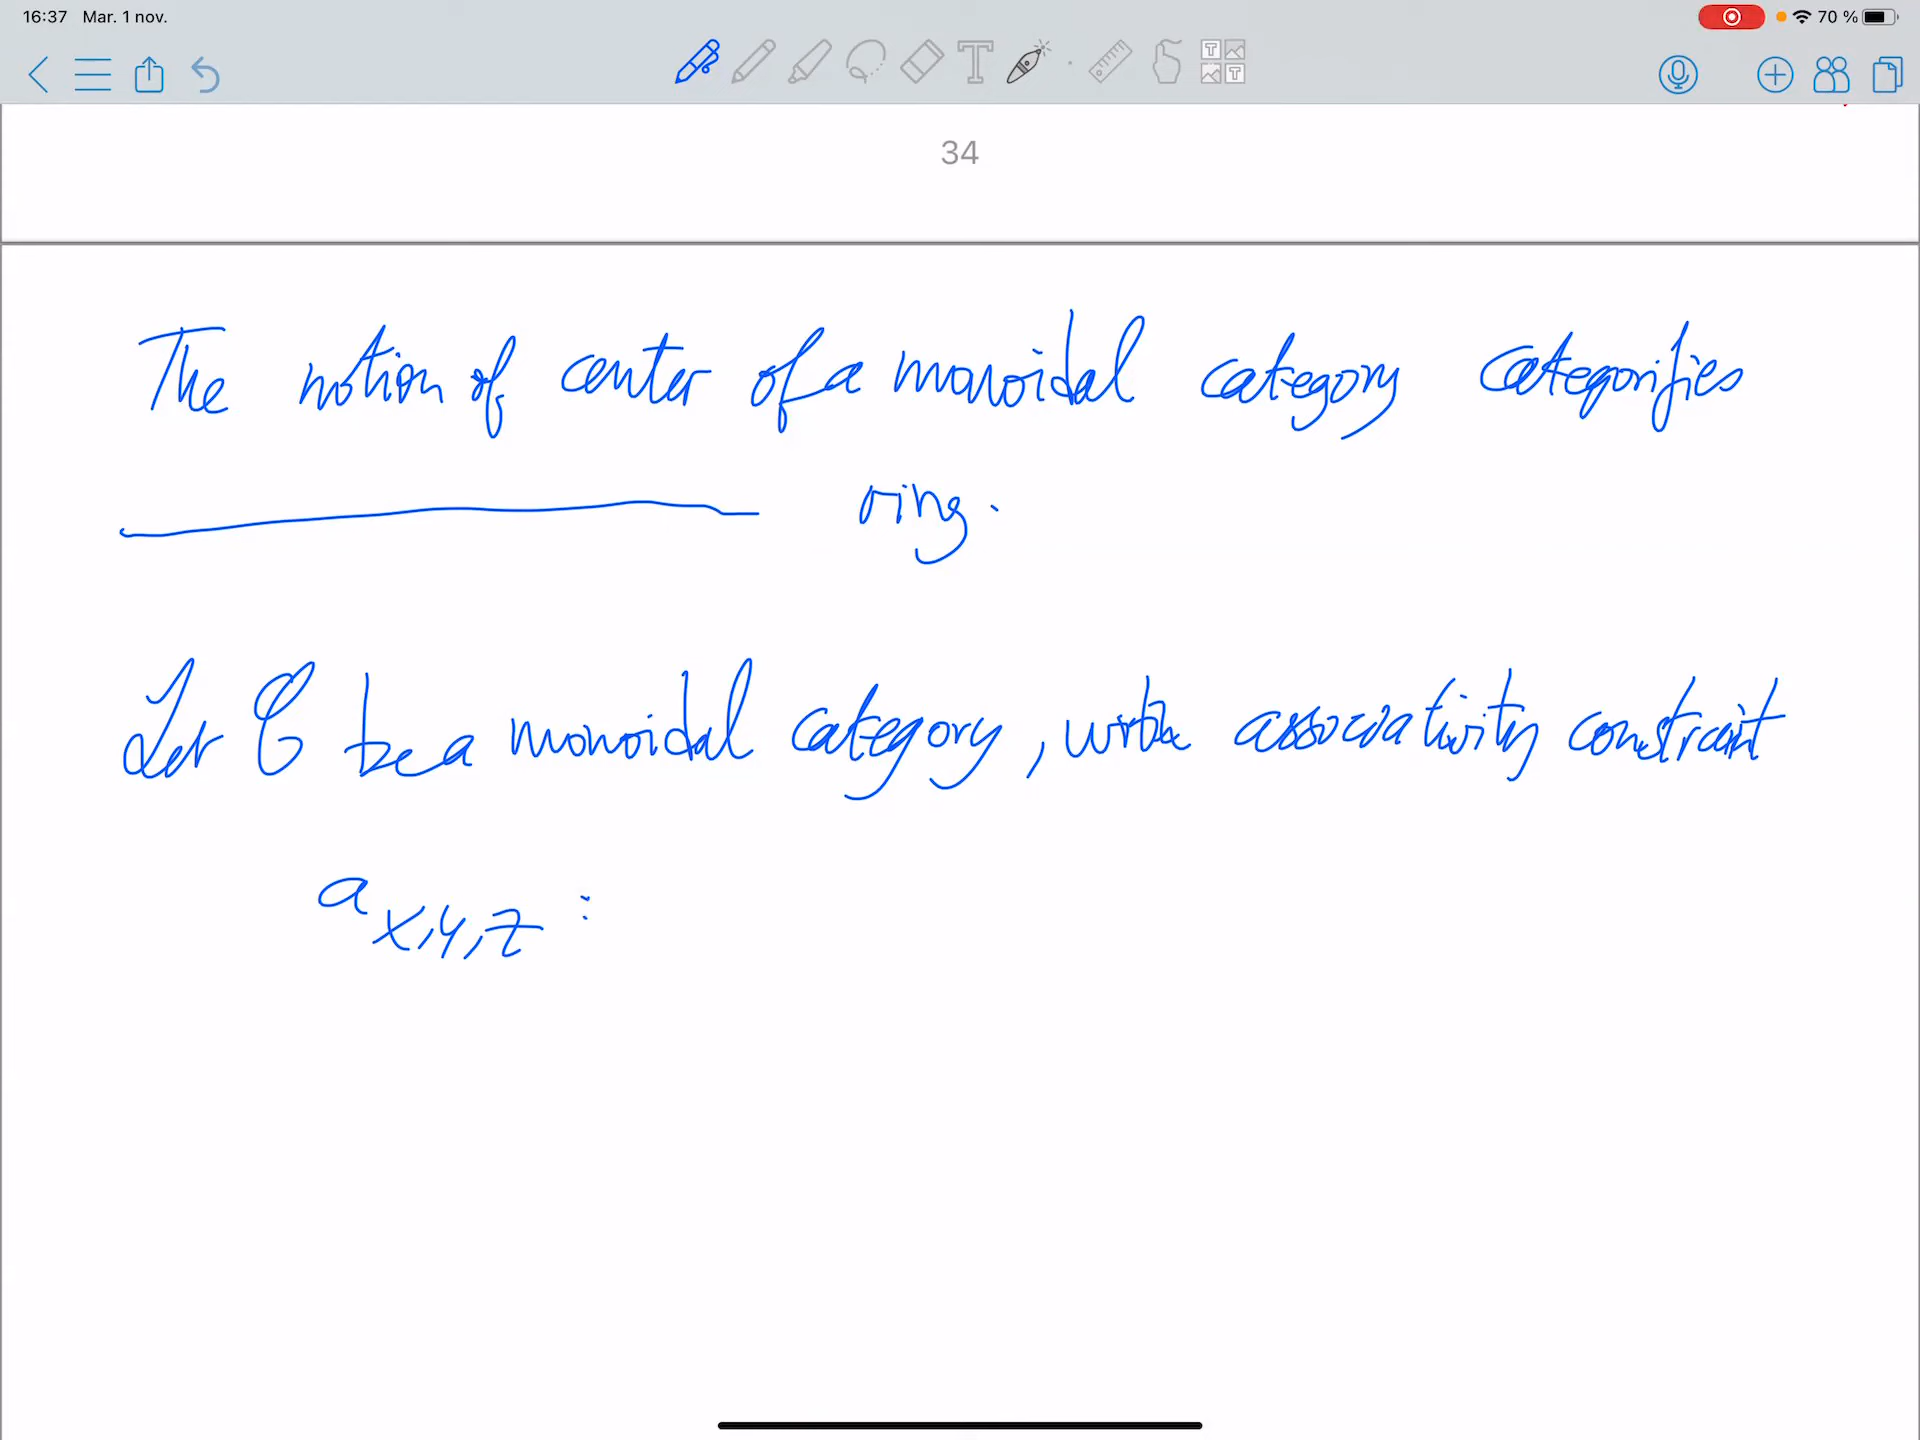 16:37 Mar. 1 nov. 70 %
34
The notion of center of a monoidal category categorifies
ring.
Let C be a monoidal category, with associativity constraint
a x,y,z :